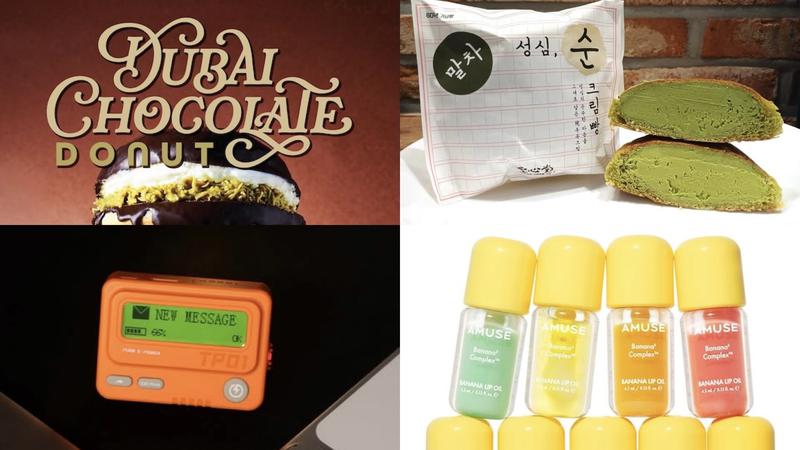 DUBAI
CHOCOLATE
DONUT
말차
성심,
순
크림빵
NEW MESSAGE
66%
OK
TP01
AMUSE
Banana²
Complex™
BANANA LIP OIL
AMUSE
Banana²
Complex™
BANANA LIP OIL
AMUSE
Banana²
Complex™
BANANA LIP OIL
AMUSE
Banana²
Complex™
BANANA LIP OIL